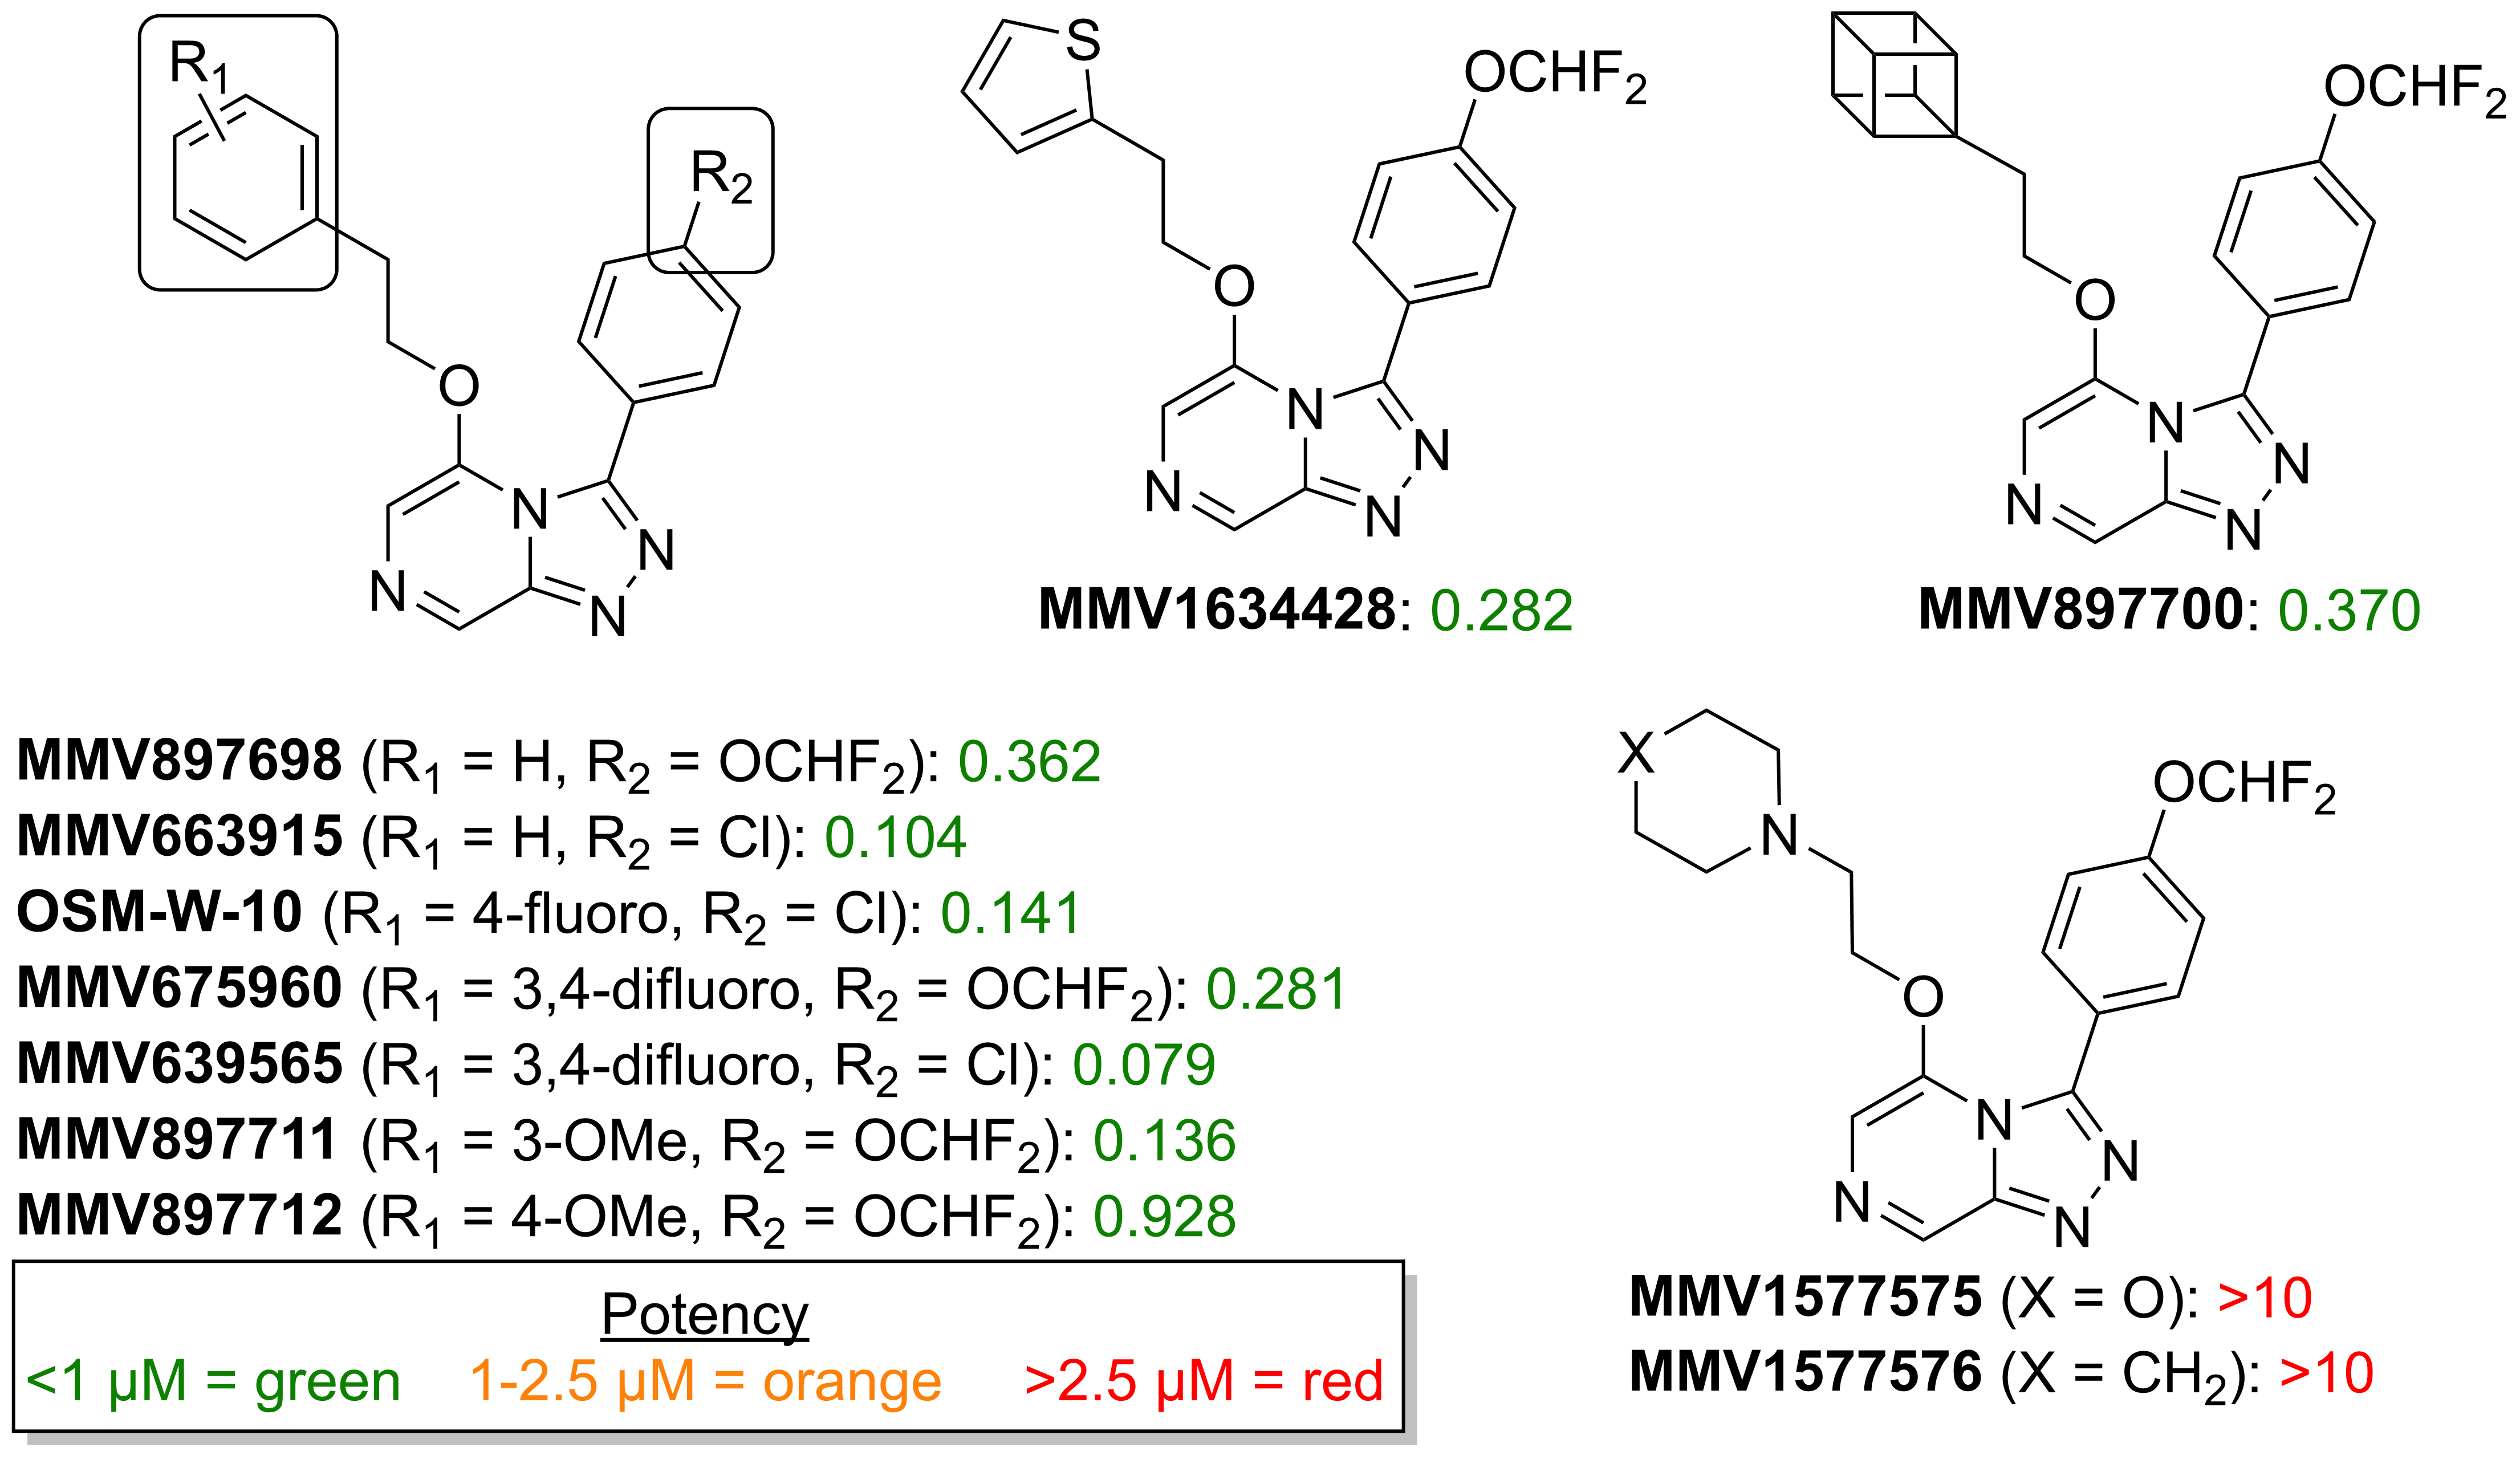 R1
R2
O
N
N
N
N
S
OCHF2
O
N
N
N
N
MMV1634428: 0.282
OCHF2
O
N
N
N
N
MMV897700: 0.370
MMV897698 (R1 = H, R2 = OCHF2): 0.362
MMV663915 (R1 = H, R2 = Cl): 0.104
OSM-W-10 (R1 = 4-fluoro, R2 = Cl): 0.141
MMV675960 (R1 = 3,4-difluoro, R2 = OCHF2): 0.281
MMV639565 (R1 = 3,4-difluoro, R2 = Cl): 0.079
MMV897711 (R1 = 3-OMe, R2 = OCHF2): 0.136
MMV897712 (R1 = 4-OMe, R2 = OCHF2): 0.928
Potency
<1 µM = green 1-2.5 µM = orange >2.5 µM = red
X
N
OCHF2
O
N
N
N
N
MMV1577575 (X = O): >10
MMV1577576 (X = CH2): >10